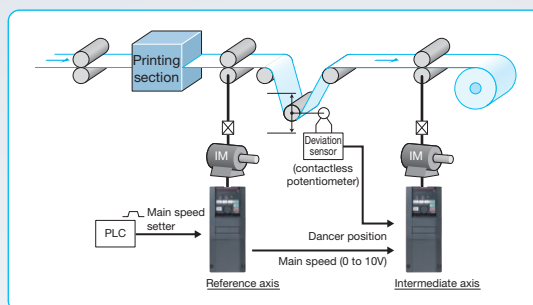 Printing
section
Deviation
sensor
(contactless
potentiometer)
IM
IM
Main speed
setter
PLC
Dancer position
Main speed (0 to 10V)
Reference axis
Intermediate axis